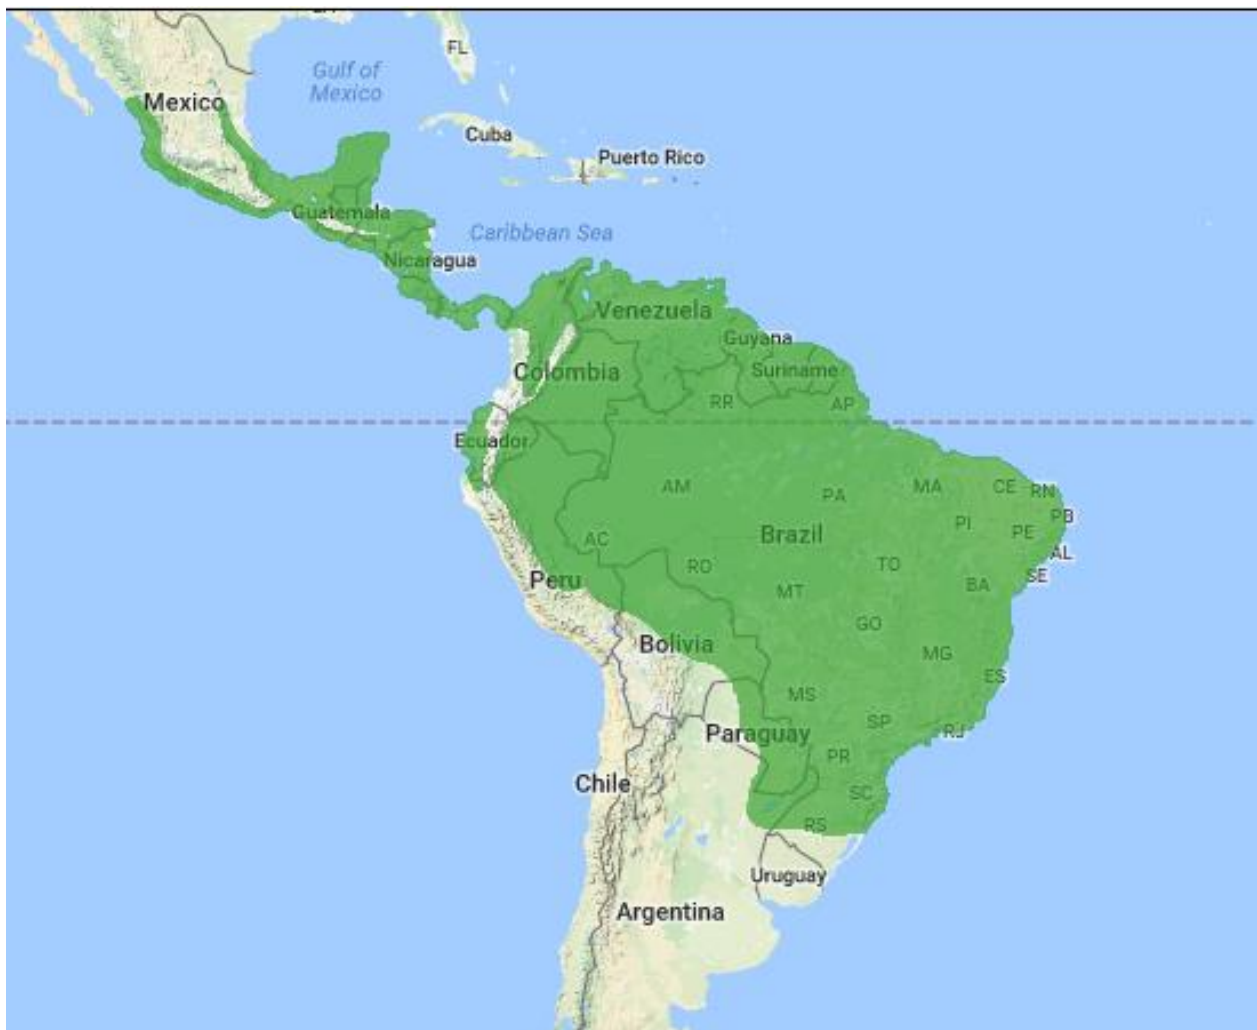 FL
Gulf of
Mexico
Mexico
Cuba
Puerto Rico
Guatemala
Caribbean Sea
Nicaragua
Venezuela
Guyana
Colombia
Suriname
RR
AP
Ecuador
AM
PA
MA
CE
RN
PB
PI
PE
Brazil
AC
AL
RO
TO
SE
Peru
MT
BA
GO
Bolivia
MG
ES
MS
SP
RJ
Paraguay
PR
Chile
SC
RS
Uruguay
Argentina